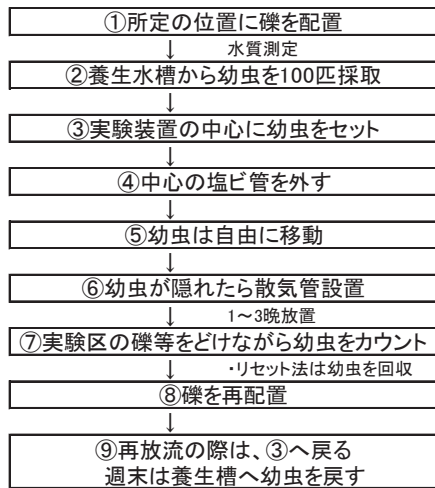 ①所定の位置に礫を配置
↓ 水質測定
②養生水槽から幼虫を100匹採取
↓
③実験装置の中心に幼虫をセット
↓
④中心の塩ビ管を外す
↓
⑤幼虫は自由に移動
↓
⑥幼虫が隠れたら散気管設置
↓ 1～3晩放置
⑦実験区の礫等をどけながら幼虫をカウント
↓ ・リセット法は幼虫を回収
⑧礫を再配置
↓
⑨再放流の際は、③へ戻る
週末は養生槽へ幼虫を戻す